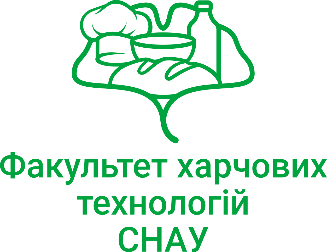 Факультет харчових
технологій
СНАУ